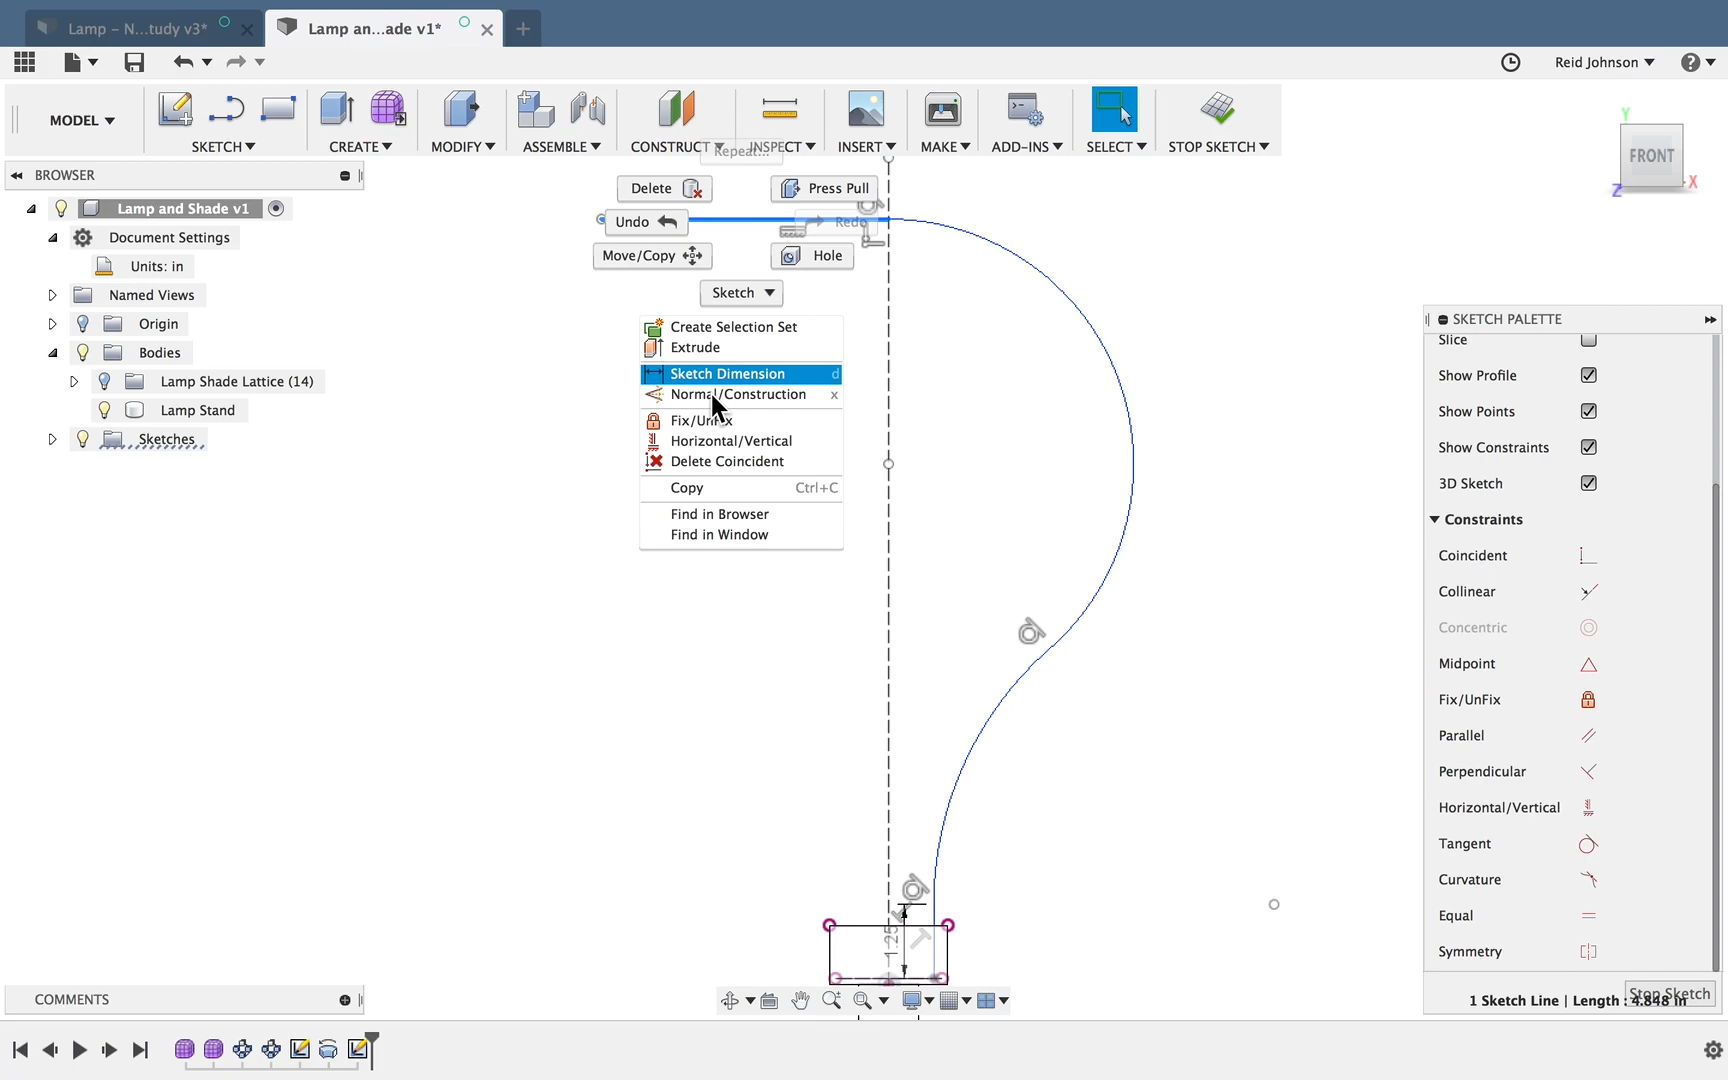 Lamp – N...tudy v3*
Lamp an...ade v1*
Reid Johnson
MODEL
SKETCH
CREATE
MODIFY
ASSEMBLE
CONSTRUCT
INSPECT
INSERT
MAKE
ADD-INS
SELECT
STOP SKETCH
Repeat...
FRONT
Y
X
Z
BROWSER
Lamp and Shade v1
Document Settings
Units: in
Named Views
Origin
Bodies
Lamp Shade Lattice (14)
Lamp Stand
Sketches
Delete
Press Pull
Undo
Redo
Move/Copy
Hole
Sketch
Create Selection Set
Extrude
Sketch Dimension d
Normal/Construction x
Fix/UnFix
Horizontal/Vertical
Delete Coincident
Copy Ctrl+C
Find in Browser
Find in Window
1.25
SKETCH PALETTE
Slice
Show Profile
Show Points
Show Constraints
3D Sketch
Constraints
Coincident
Collinear
Concentric
Midpoint
Fix/UnFix
Parallel
Perpendicular
Horizontal/Vertical
Tangent
Curvature
Equal
Symmetry
Stop Sketch
1 Sketch Line | Length : 4.848 in
COMMENTS